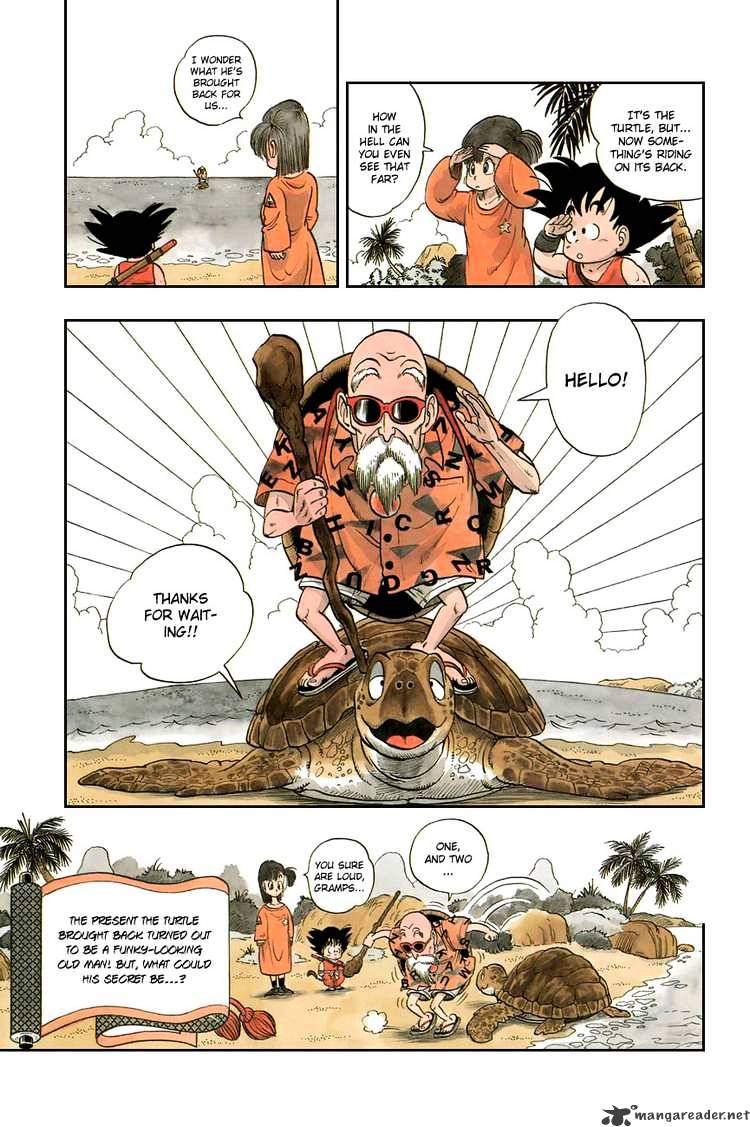 IT'S THE
TURTLE, BUT...
NOW SOME-
THING'S RIDING
ON ITS BACK.
HOW
IN THE
HELL CAN
YOU EVEN
SEE THAT
FAR?
I WONDER
WHAT HE'S
BROUGHT
BACK FOR
US...
HELLO!
THANKS
FOR WAIT-
ING!!
ONE,
AND TWO
...
YOU SURE
ARE LOUD,
GRAMPS...
THE PRESENT THE TURTLE
BROUGHT BACK TURNED OUT
TO BE A FUNKY-LOOKING
OLD MAN! BUT, WHAT COULD
HIS SECRET BE...?
mangareader.net